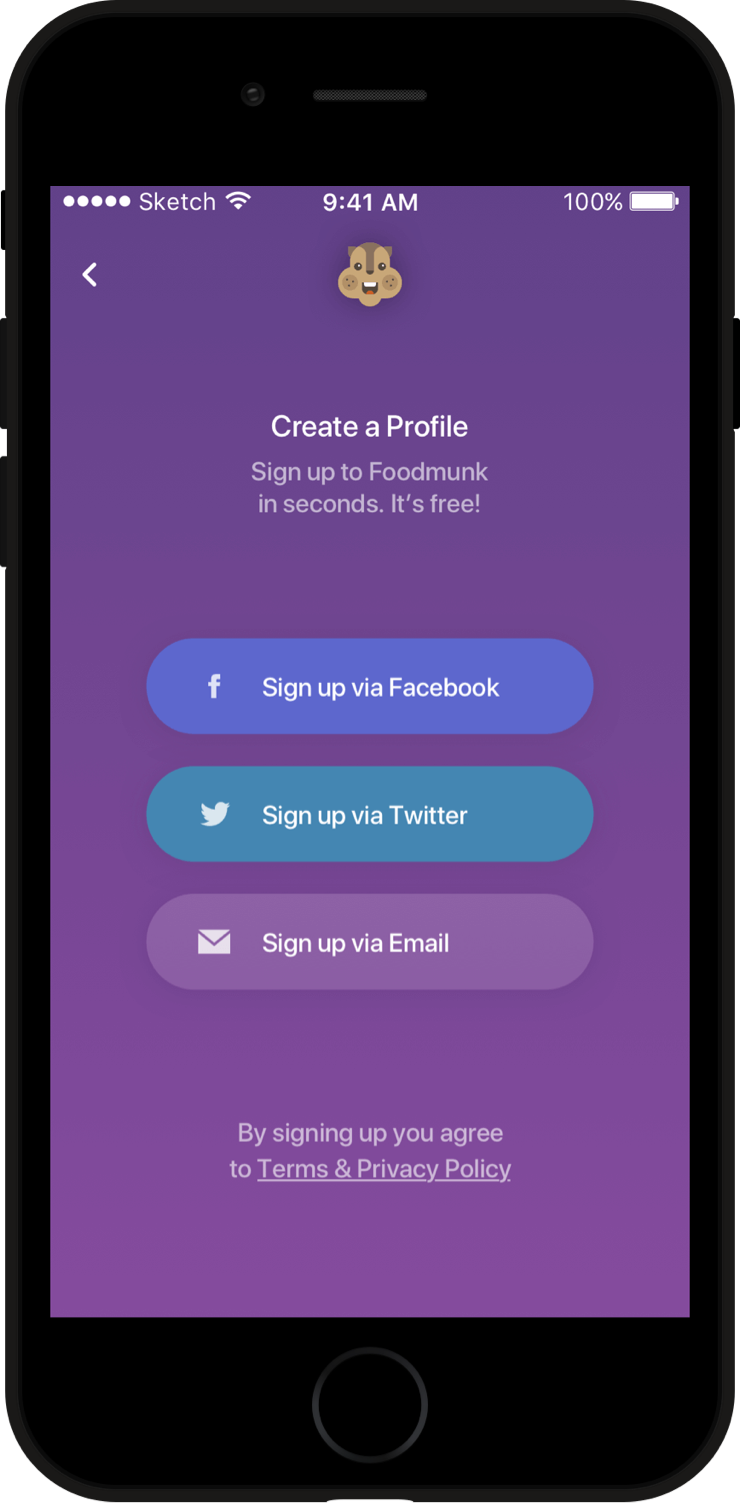 Sketch 9:41 AM 100%
Create a Profile
Sign up to Foodmunk
in seconds. It’s free!
Sign up via Facebook
Sign up via Twitter
Sign up via Email
By signing up you agree
to Terms & Privacy Policy